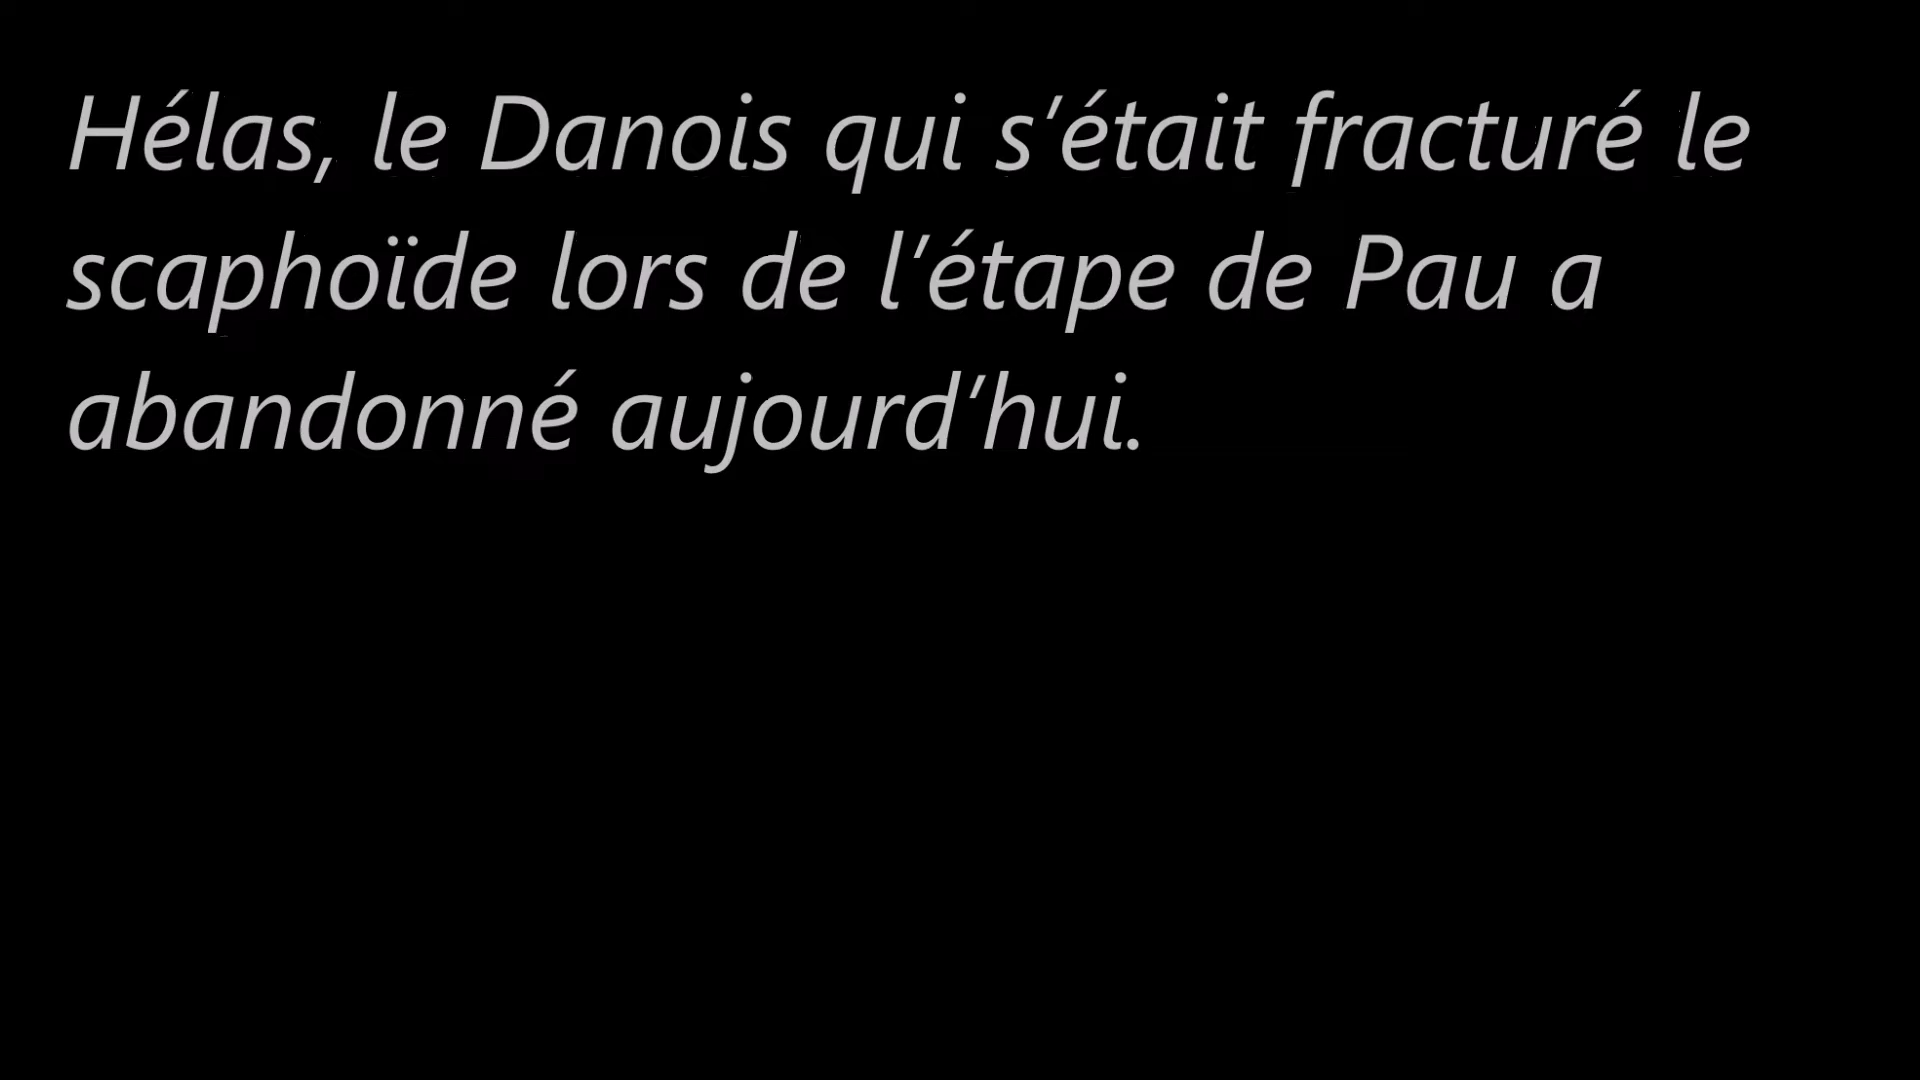 Hélas, le Danois qui s’était fracturé le
scaphoïde lors de l’étape de Pau a
abandonné aujourd’hui.